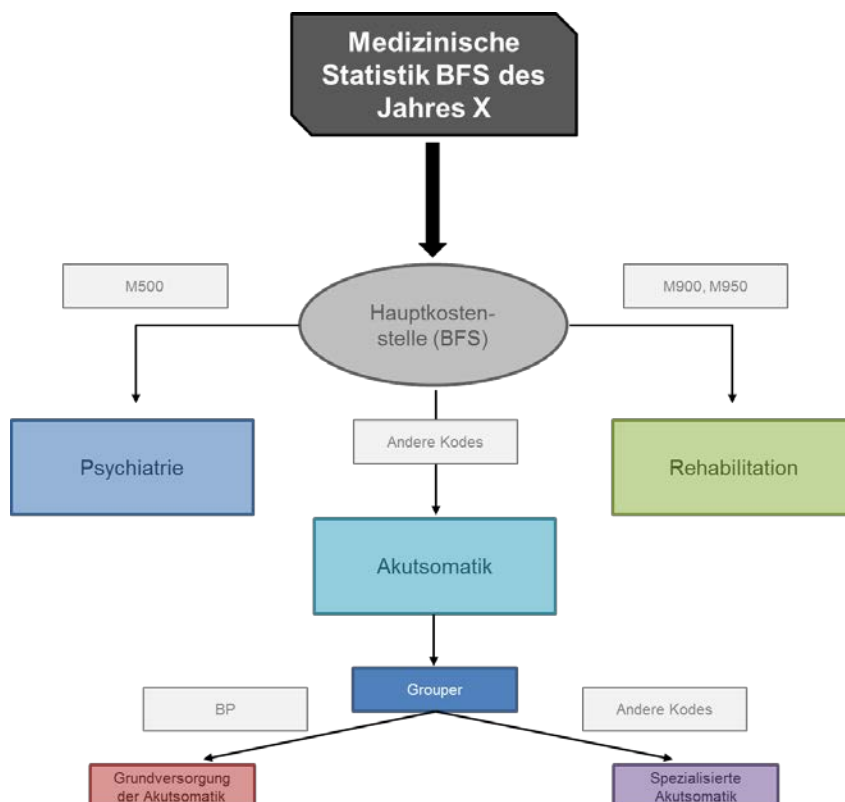 Medizinische
Statistik BFS des
Jahres X
M500
M900, M950
Hauptkosten-
stelle (BFS)
Andere Kodes
Psychiatrie
Rehabilitation
Akutsomatik
Grouper
BP
Andere Kodes
Grundversorgung
der Akutsomatik
Spezialisierte
Akutsomatik